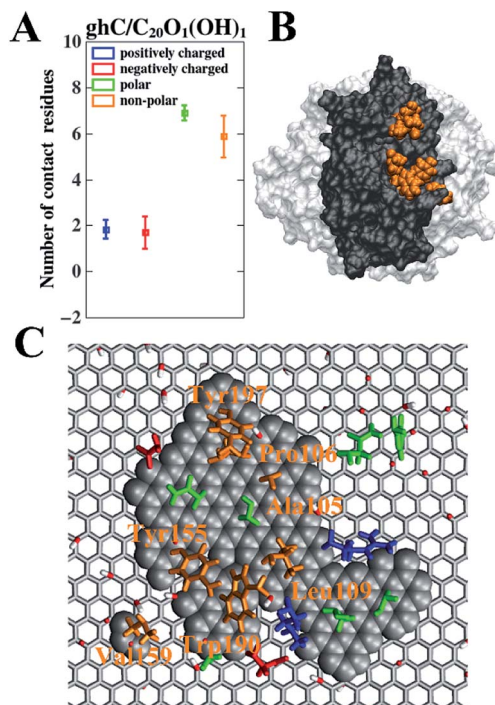 A
ghC/C₂₀O₁(OH)₁
positively charged
negatively charged
polar
non-polar
Number of contact residues
10
8
6
4
2
0
−2
B
C
Tyr197
Pro106
Ala105
Tyr155
Leu109
Trp190
Val159